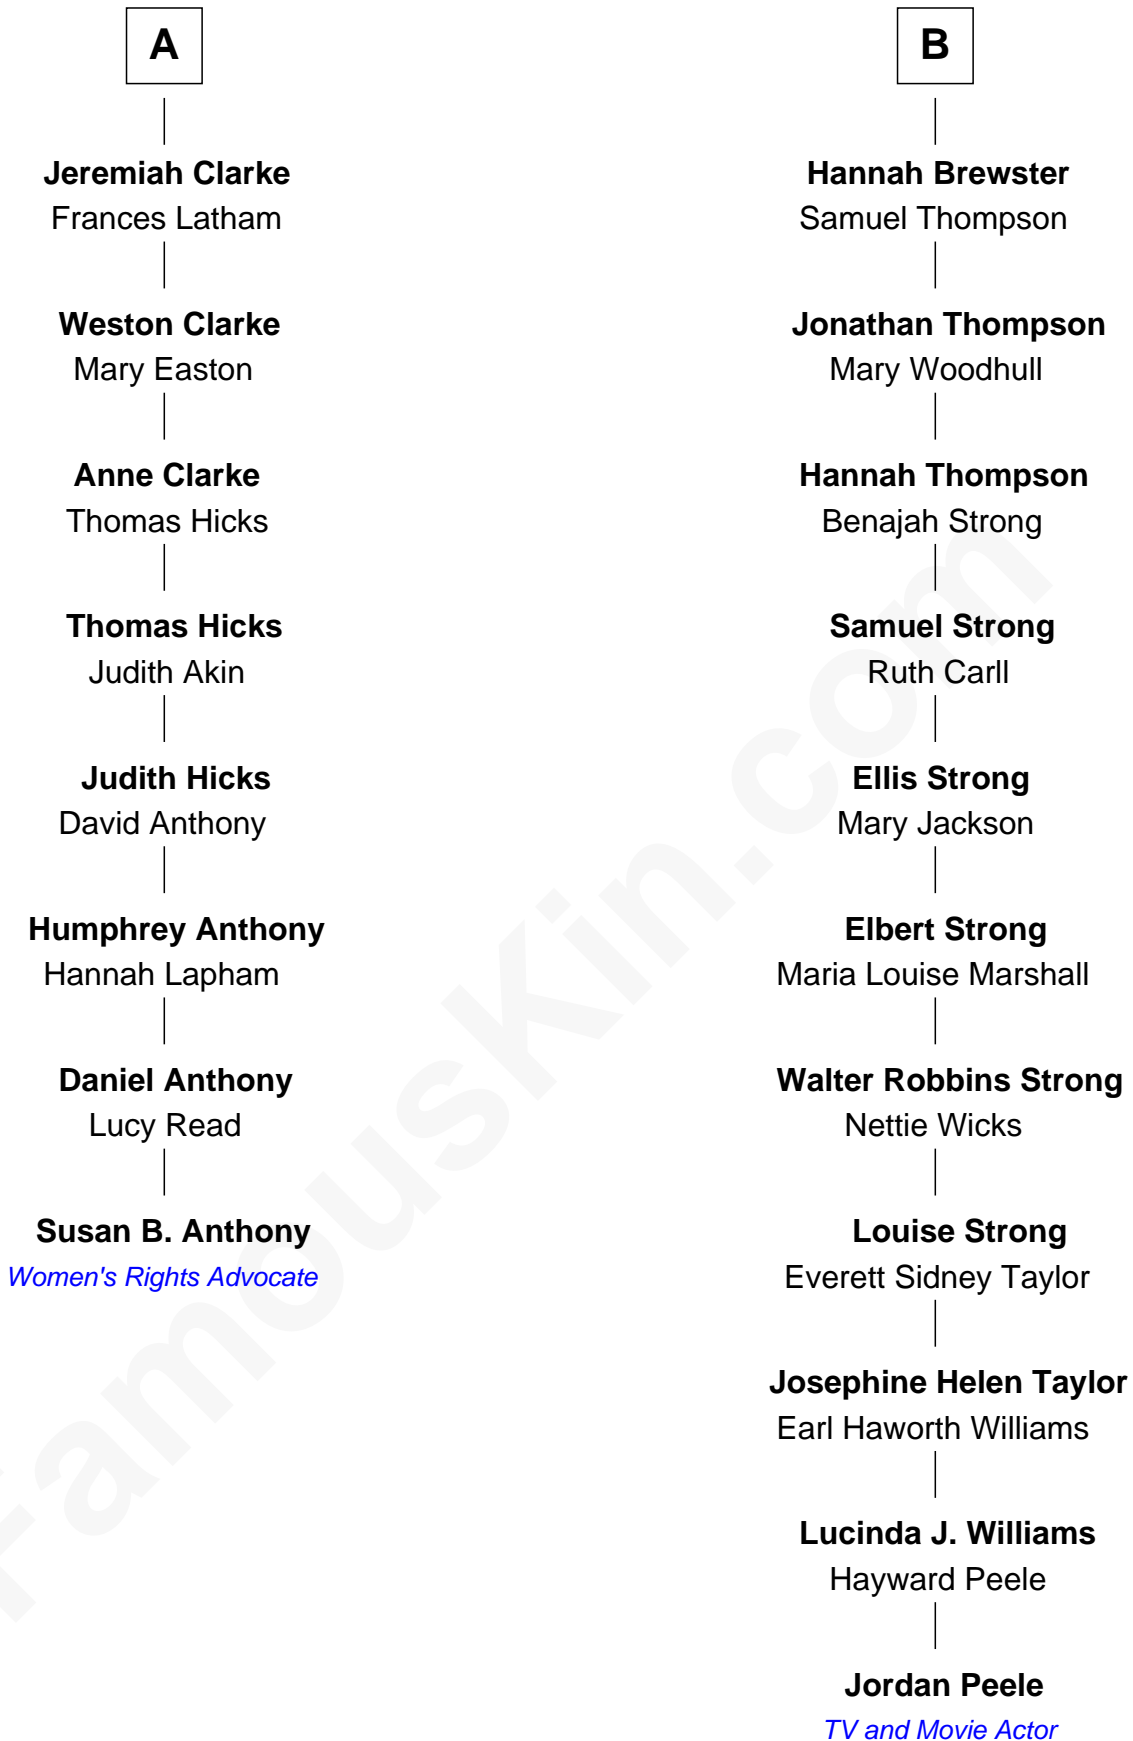 A
Jeremiah Clarke
Frances Latham
Weston Clarke
Mary Easton
Anne Clarke
Thomas Hicks
Thomas Hicks
Judith Akin
Judith Hicks
David Anthony
Humphrey Anthony
Hannah Lapham
Daniel Anthony
Lucy Read
Susan B. Anthony
Women's Rights Advocate
B
Hannah Brewster
Samuel Thompson
Jonathan Thompson
Mary Woodhull
Hannah Thompson
Benajah Strong
Samuel Strong
Ruth Carll
Ellis Strong
Mary Jackson
Elbert Strong
Maria Louise Marshall
Walter Robbins Strong
Nettie Wicks
Louise Strong
Everett Sidney Taylor
Josephine Helen Taylor
Earl Haworth Williams
Lucinda J. Williams
Hayward Peele
Jordan Peele
TV and Movie Actor
FamousKin.com